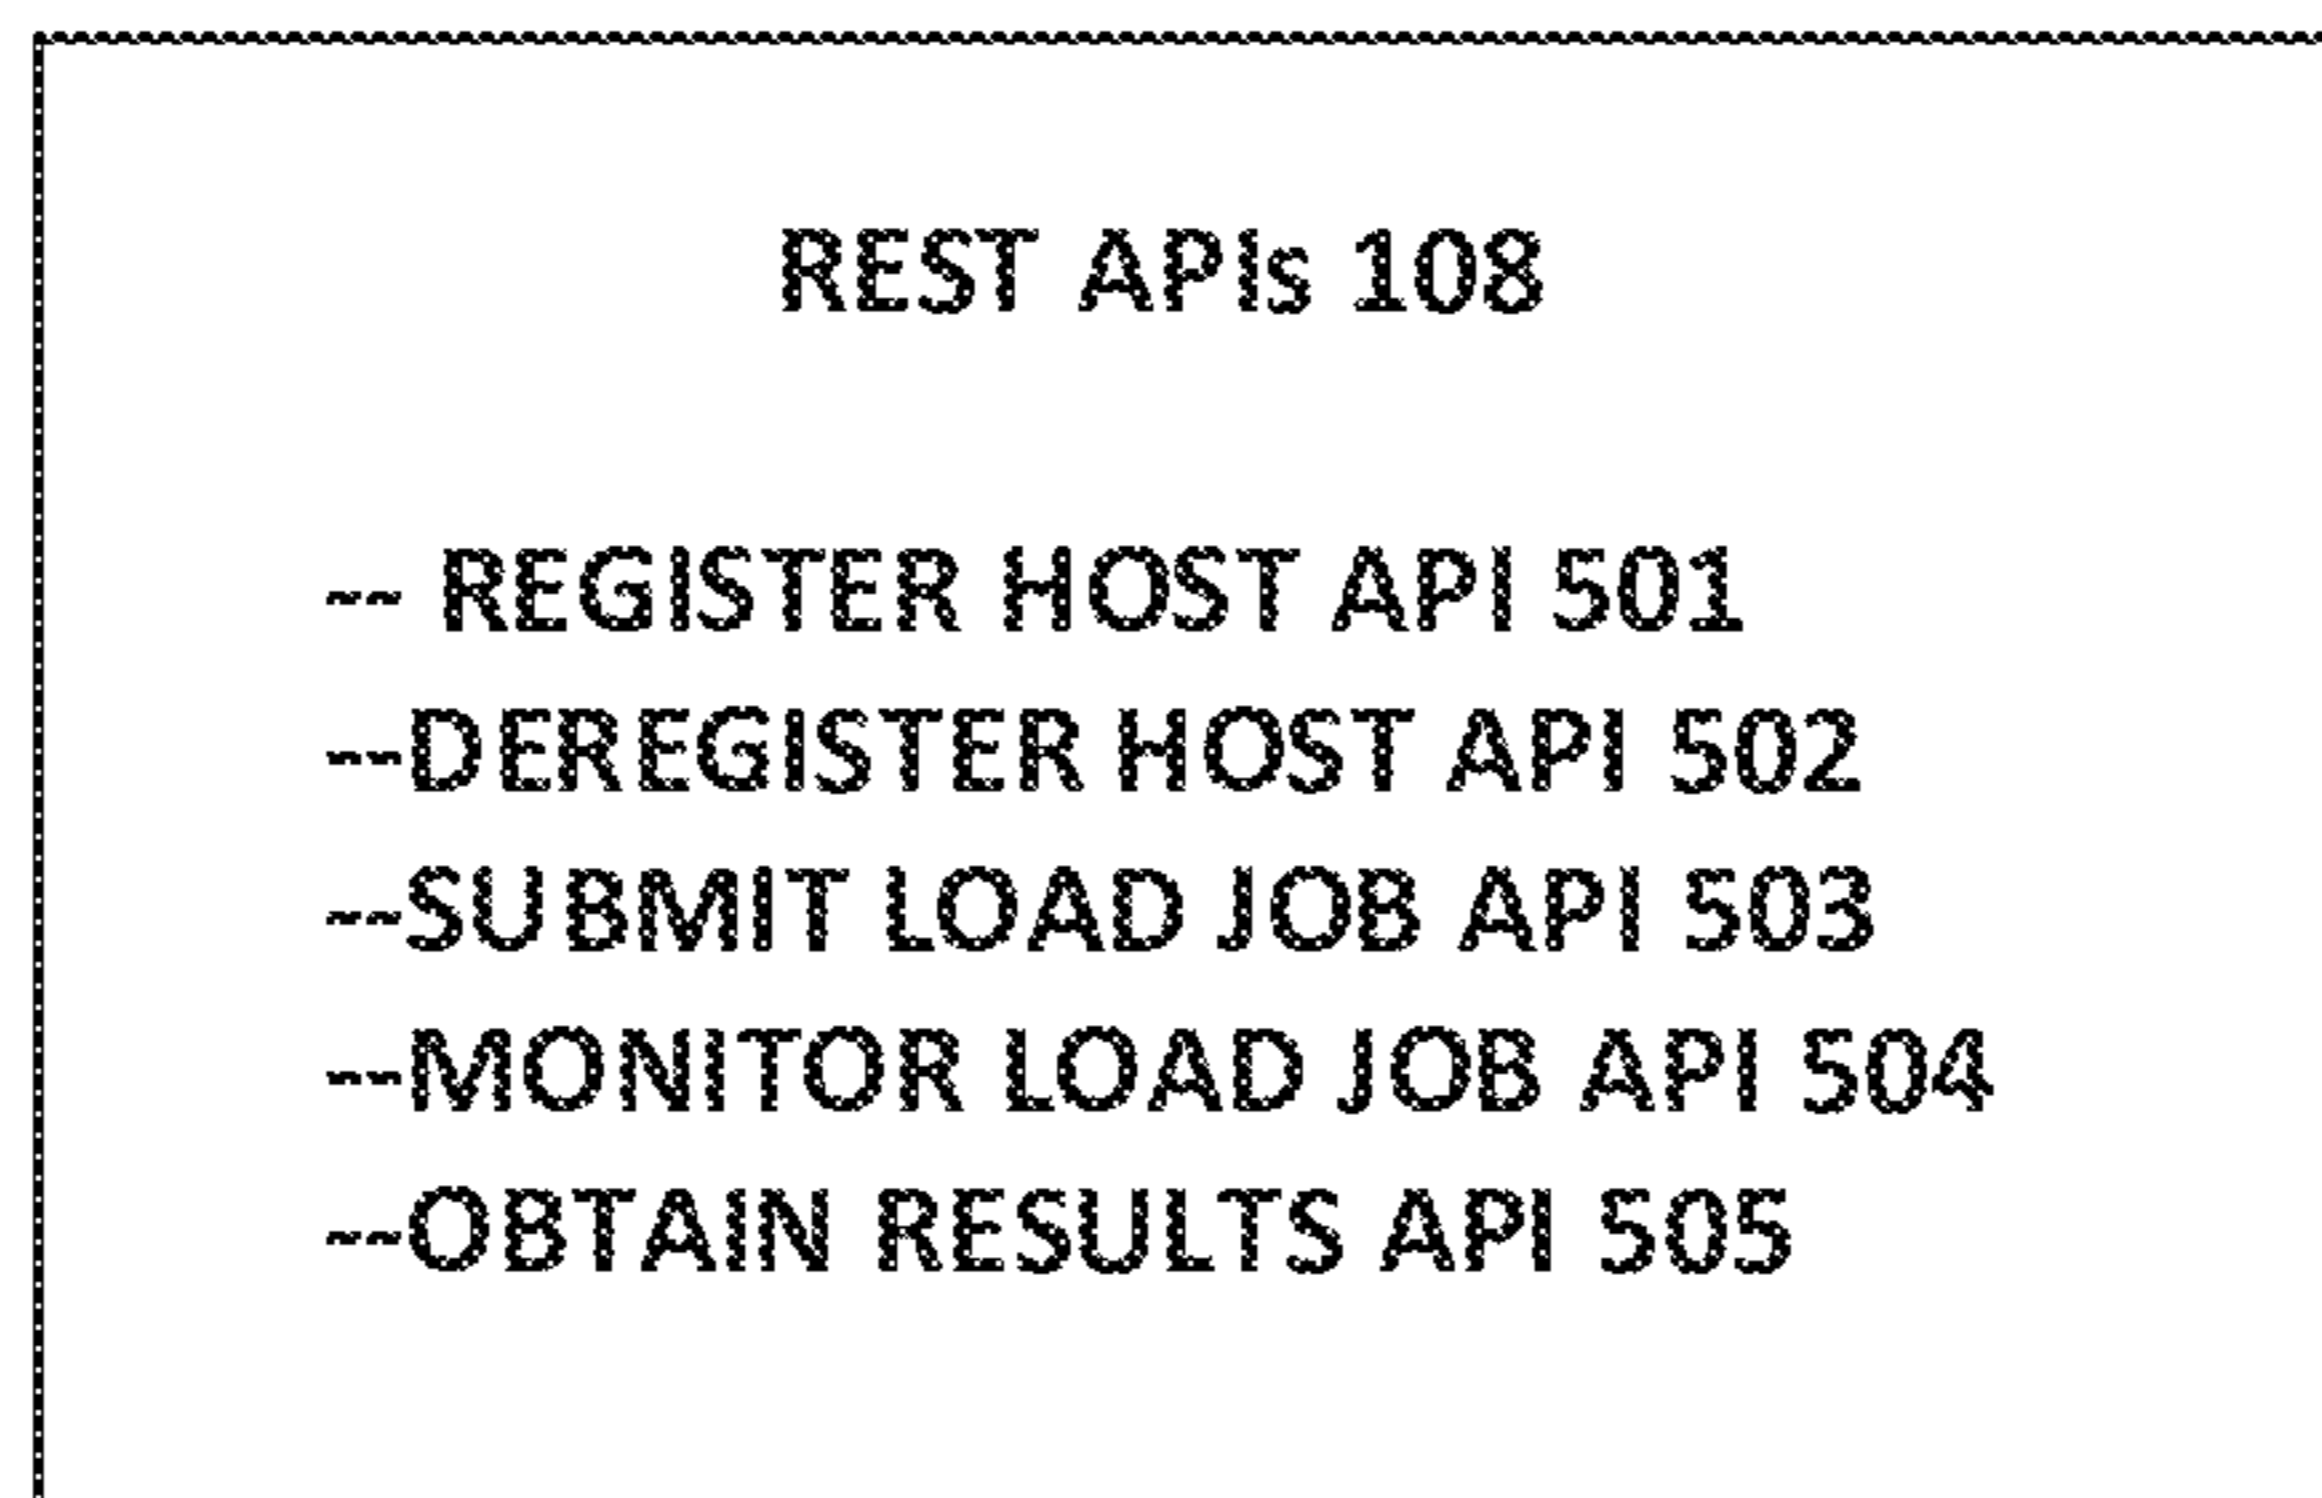 REST APIs 108
-- REGISTER HOST API 501
--DEREGISTER HOST API 502
--SUBMIT LOAD JOB API 503
--MONITOR LOAD JOB API 504
--OBTAIN RESULTS API 505